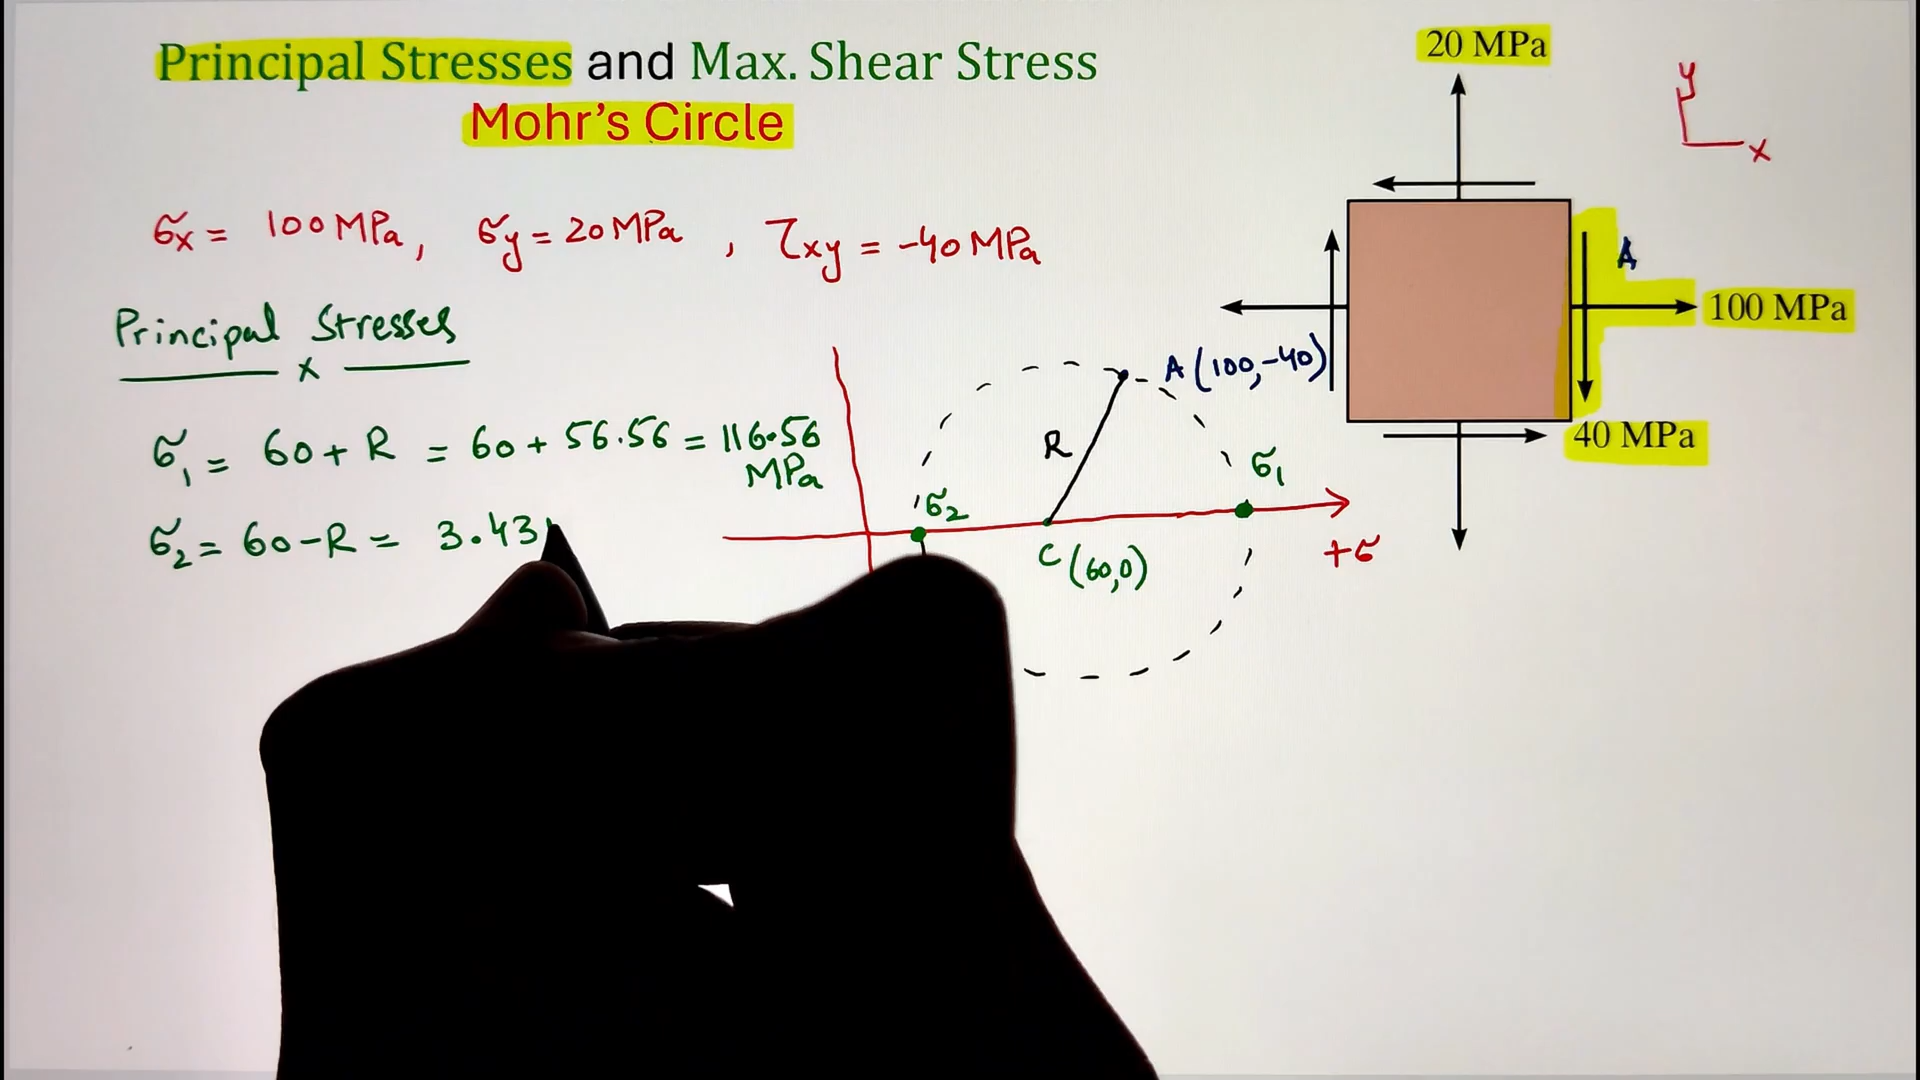 Principal Stresses and Max. Shear Stress
Mohr's Circle
20 MPa
y
x
σx = 100 MPa, σy = 20 MPa, τxy = -40 MPa
A
100 MPa
40 MPa
Principal Stresses
x
σ1 = 60 + R = 60 + 56.56 = 116.56
MPa
σ2 = 60 - R = 3.43
A (100, -40)
R
σ1
σ2
C (60,0)
+σ